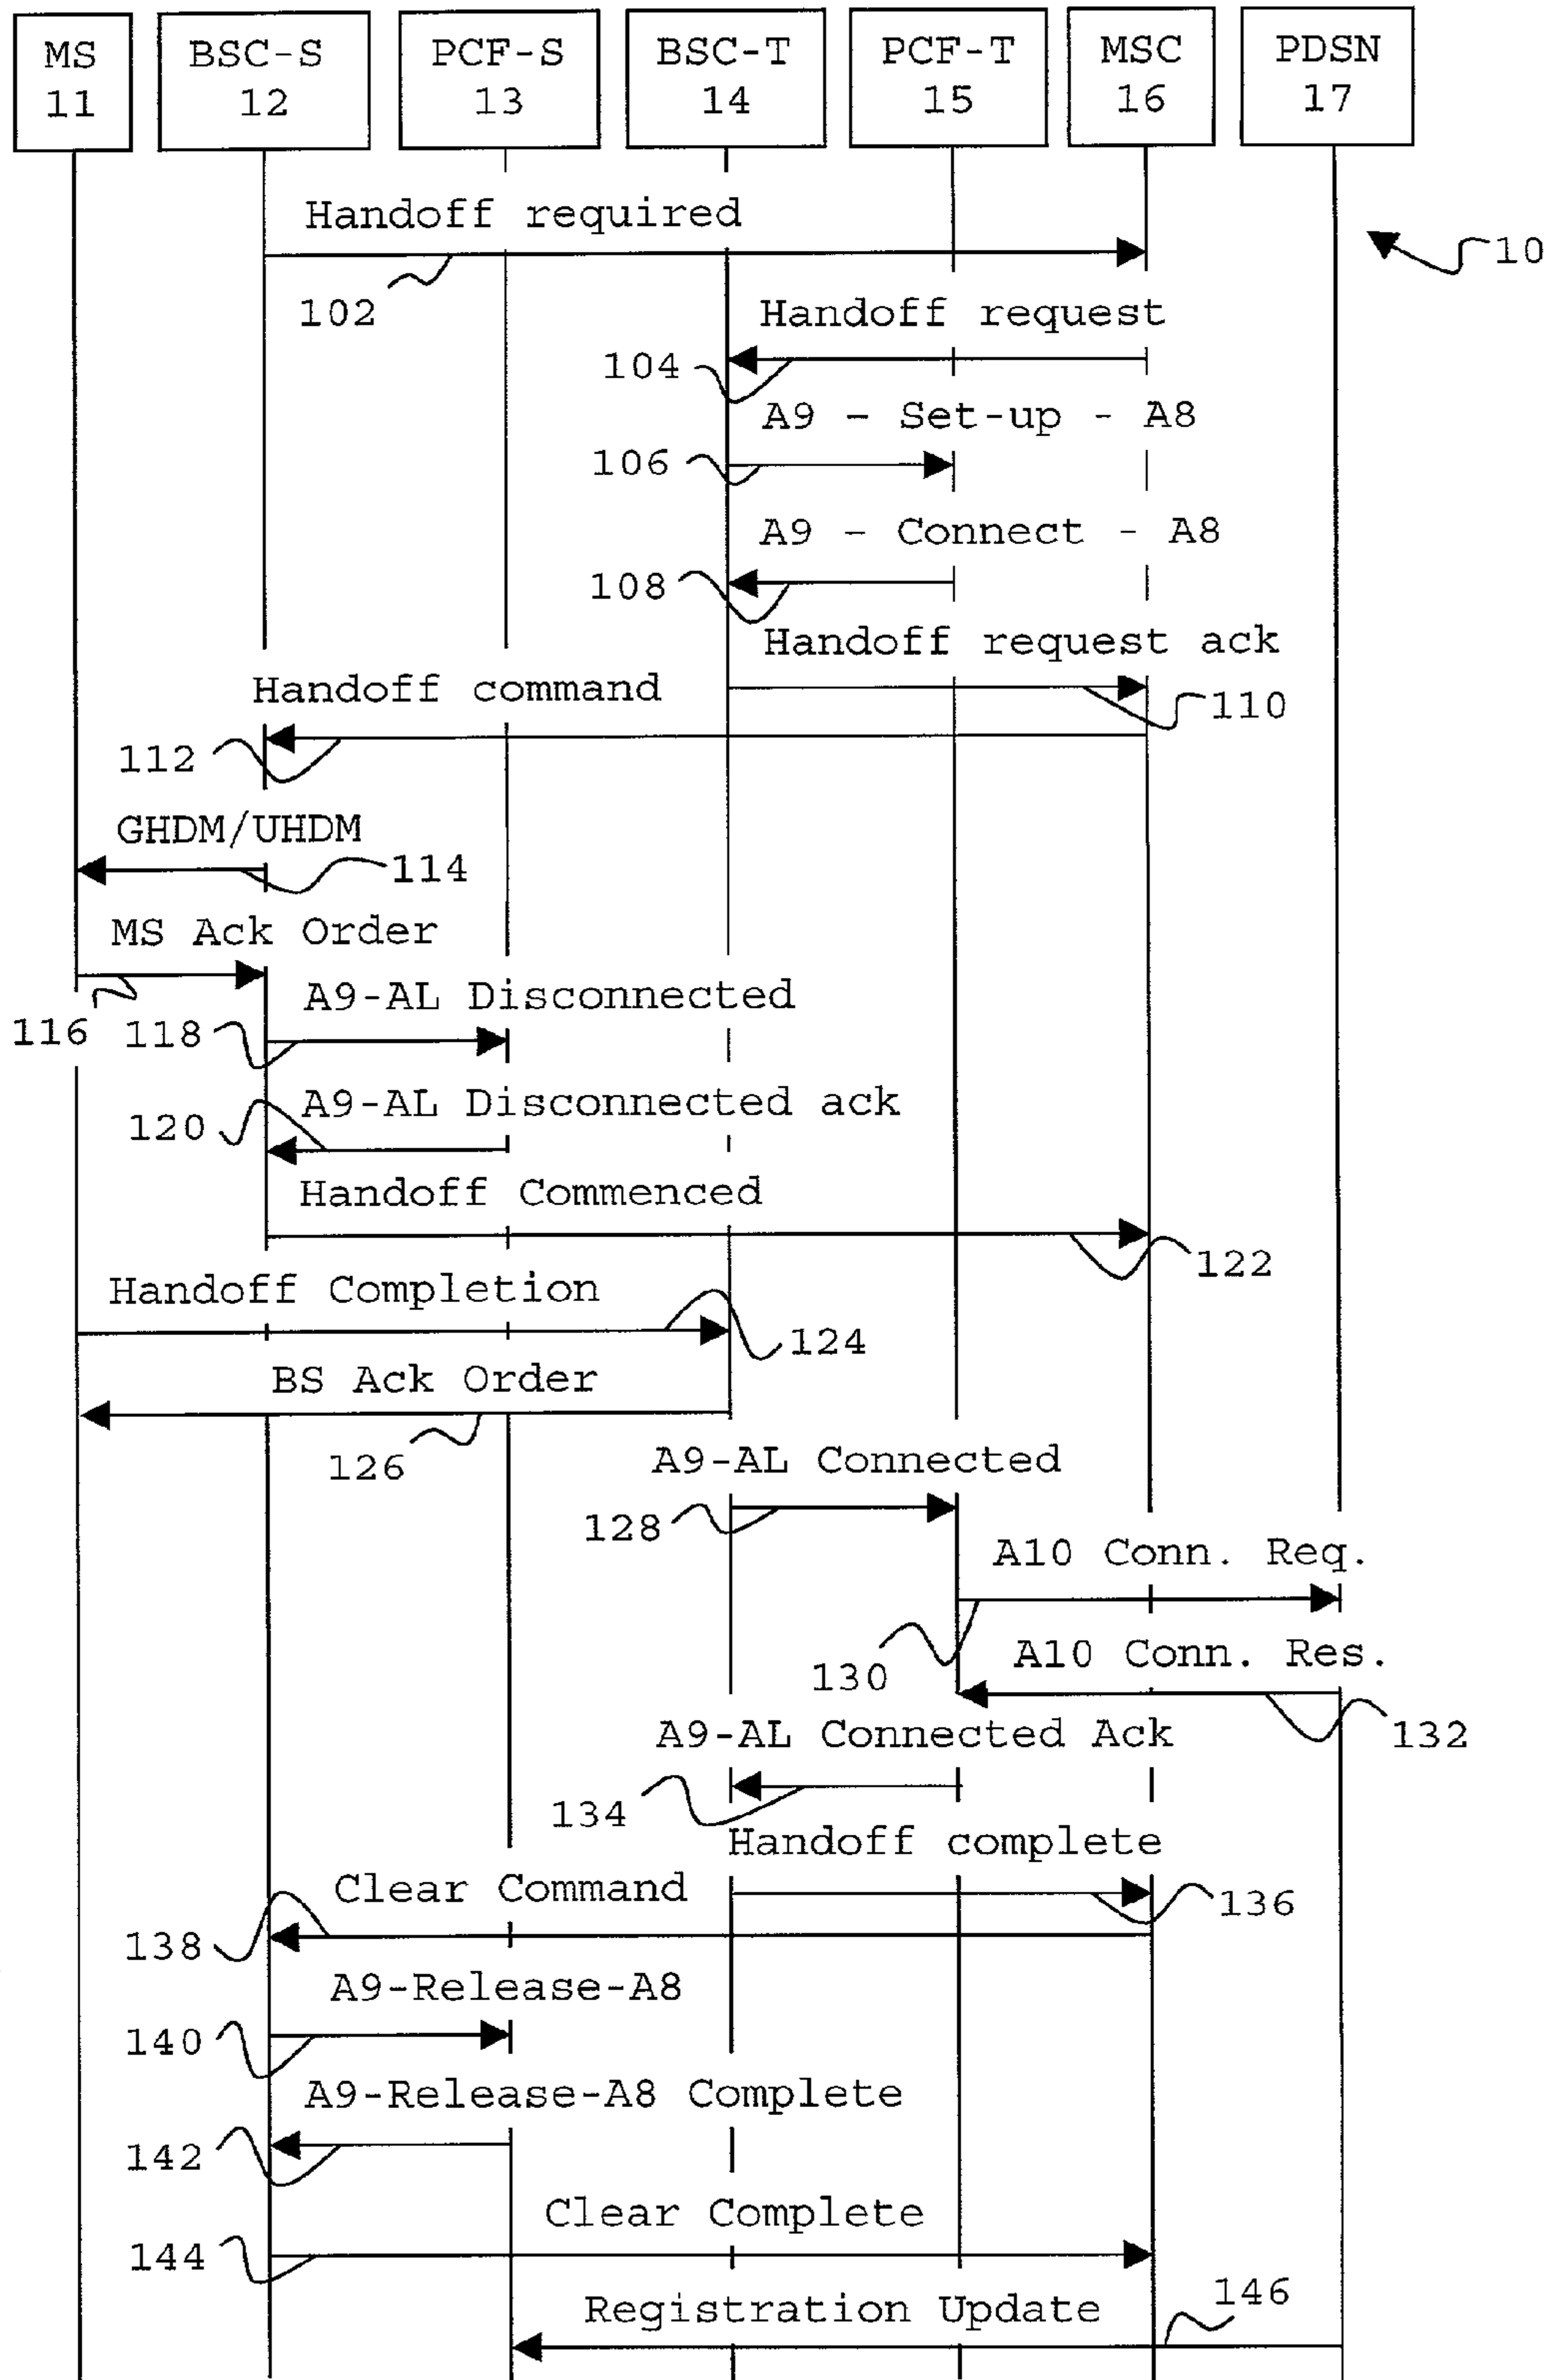 MS
11
BSC-S
12
PCF-S
13
BSC-T
14
PCF-T
15
MSC
16
PDSN
17
Handoff required
10
102
Handoff request
104
A9 - Set-up - A8
106
A9 - Connect - A8
108
Handoff request ack
110
Handoff command
112
GHDM/UHDM
114
MS Ack Order
116
A9-AL Disconnected
118
A9-AL Disconnected ack
120
Handoff Commenced
122
Handoff Completion
124
BS Ack Order
126
A9-AL Connected
128
A10 Conn. Req.
130
A10 Conn. Res.
132
A9-AL Connected Ack
134
Handoff complete
136
Clear Command
138
A9-Release-A8
140
A9-Release-A8 Complete
142
Clear Complete
144
Registration Update
146